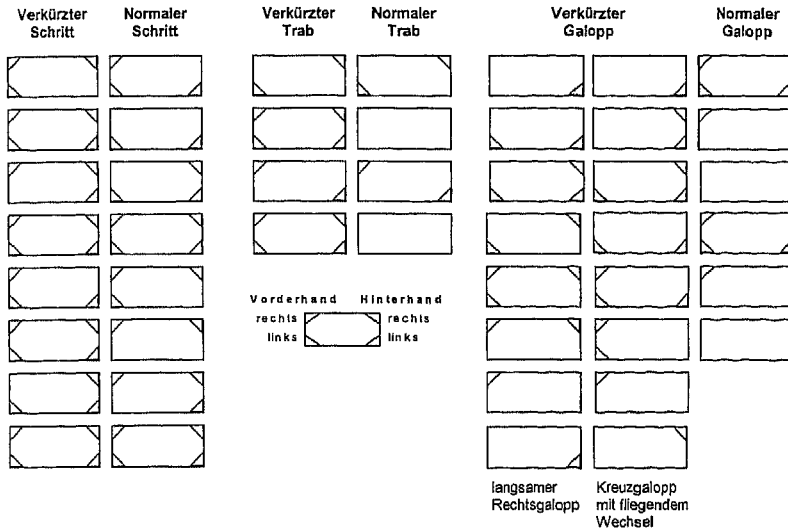 Verkürzter Schritt
Normaler Schritt
Verkürzter Trab
Normaler Trab
Verkürzter Galopp
Normaler Galopp
Vorderhand Hinterhand
rechts rechts
links links
langsamer Rechtsgalopp
Kreuzgalopp mit fliegendem Wechsel